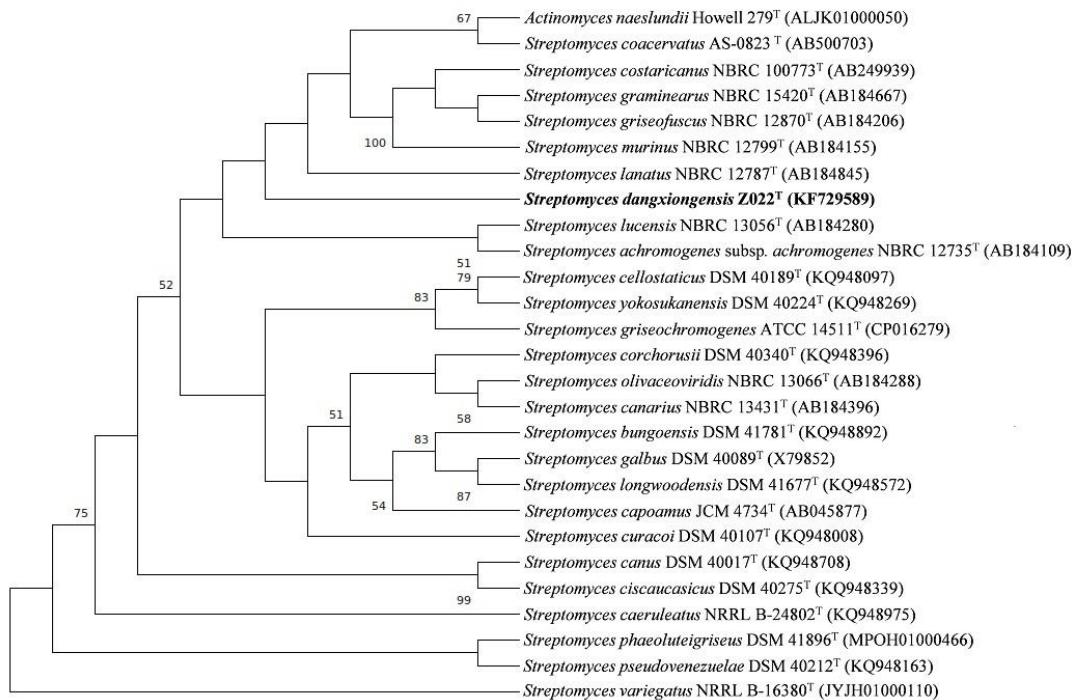 67
Actinomyces naeslundii Howell 279ᵀ (ALJK01000050)
Streptomyces coacervatus AS-0823 ᵀ (AB500703)
Streptomyces costaricanus NBRC 100773ᵀ (AB249939)
Streptomyces graminearus NBRC 15420ᵀ (AB184667)
Streptomyces griseofuscus NBRC 12870ᵀ (AB184206)
100
Streptomyces murinus NBRC 12799ᵀ (AB184155)
Streptomyces lanatus NBRC 12787ᵀ (AB184845)
Streptomyces dangxiongensis Z022ᵀ (KF729589)
Streptomyces lucensis NBRC 13056ᵀ (AB184280)
Streptomyces achromogenes subsp. achromogenes NBRC 12735ᵀ (AB184109)
51
79
Streptomyces cellostaticus DSM 40189ᵀ (KQ948097)
52
83
Streptomyces yokosukanensis DSM 40224ᵀ (KQ948269)
Streptomyces griseochromogenes ATCC 14511ᵀ (CP016279)
Streptomyces corchorusii DSM 40340ᵀ (KQ948396)
Streptomyces olivaceoviridis NBRC 13066ᵀ (AB184288)
51
Streptomyces canarius NBRC 13431ᵀ (AB184396)
58
83
Streptomyces bungoensis DSM 41781ᵀ (KQ948892)
Streptomyces galbus DSM 40089ᵀ (X79852)
Streptomyces longwoodensis DSM 41677ᵀ (KQ948572)
87
54
Streptomyces capoamus JCM 4734ᵀ (AB045877)
75
Streptomyces curacoi DSM 40107ᵀ (KQ948008)
Streptomyces canus DSM 40017ᵀ (KQ948708)
Streptomyces ciscaucasicus DSM 40275ᵀ (KQ948339)
99
Streptomyces caeruleatus NRRL B-24802ᵀ (KQ948975)
Streptomyces phaeoluteigriseus DSM 41896ᵀ (MPOH01000466)
Streptomyces pseudovenezuelae DSM 40212ᵀ (KQ948163)
Streptomyces variegatus NRRL B-16380ᵀ (JYJH01000110)